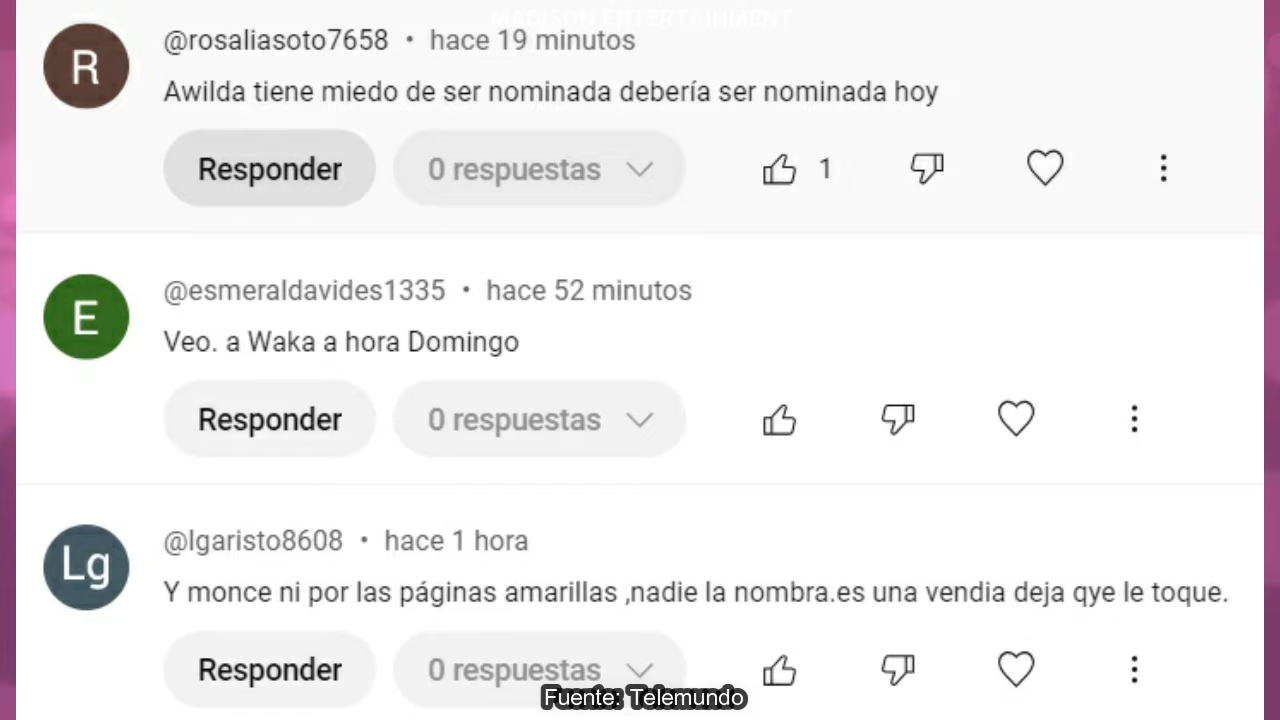 MADISON ENTERTAINMENT
R
@rosaliasoto7658 • hace 19 minutos
Awilda tiene miedo de ser nominada debería ser nominada hoy
Responder 0 respuestas 1
E
@esmeraldavides1335 • hace 52 minutos
Veo. a Waka a hora Domingo
Responder 0 respuestas
Lg
@lgaristo8608 • hace 1 hora
Y monce ni por las páginas amarillas ,nadie la nombra.es una vendia deja qye le toque.
Responder 0 respuestas
Fuente: Telemundo